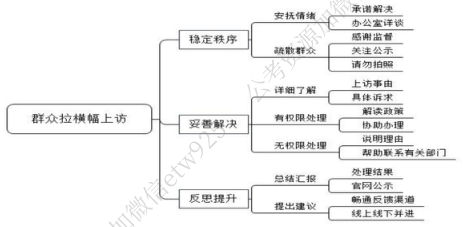 群众拉横幅上访
稳定秩序
安抚情绪
承诺解决
办公室详谈
疏散群众
感谢监督
关注公示
请勿拍照
妥善解决
详细了解
上访事由
具体诉求
有权限处理
解读政策
协助办理
无权限处理
说明理由
帮助联系有关部门
反思提升
总结汇报
处理结果
官网公示
提出建议
畅通反馈渠道
线上线下并进